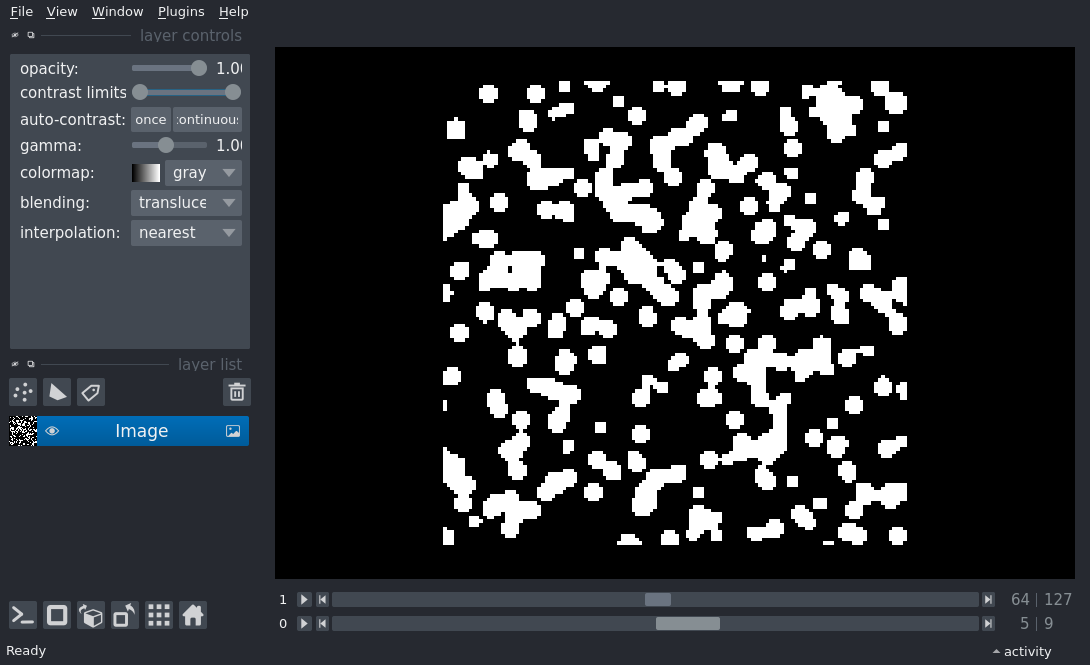 File View Window Plugins Help
layer controls
opacity: 1.0
contrast limits
auto-contrast: once continuous
gamma: 1.0
colormap: gray
blending: transluce
interpolation: nearest
layer list
Image
1 64 | 127
0 5 | 9
Ready activity